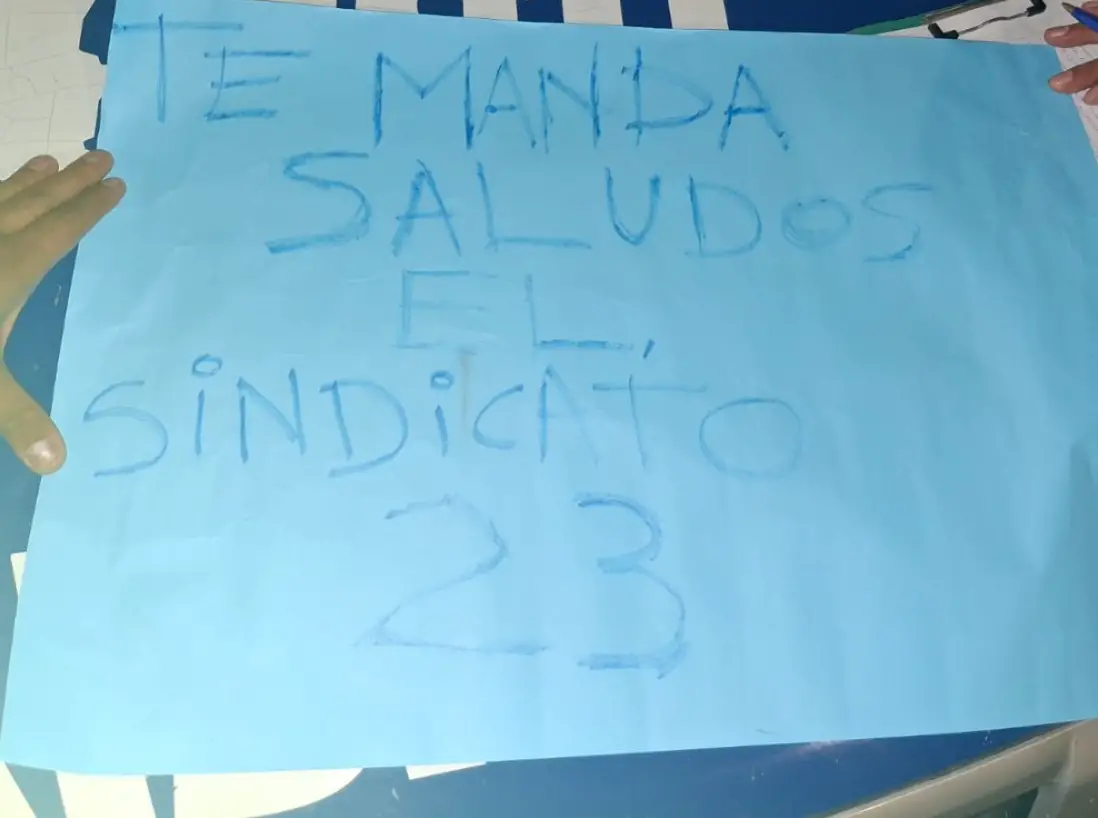 TE MANDA
SALUDOS
EL,
SiNDiCATO
23